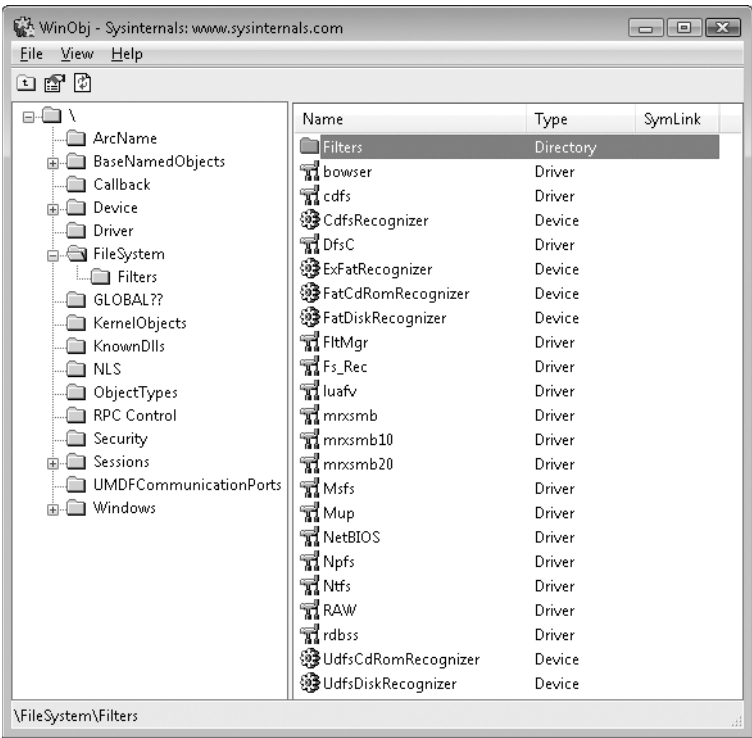 WinObj - Sysinternals: www.sysinternals.com
File View Help
\
ArcName
BaseNamedObjects
Callback
Device
Driver
FileSystem
Filters
GLOBAL??
KernelObjects
KnownDlls
NLS
ObjectTypes
RPC Control
Security
Sessions
UMDFCommunicationPorts
Windows
Name Type SymLink
Filters Directory
bowser Driver
cdfs Driver
CdfsRecognizer Device
DfsC Driver
ExFatRecognizer Device
FatCdRomRecognizer Device
FatDiskRecognizer Device
FltMgr Driver
Fs_Rec Driver
luafv Driver
mrxsmb Driver
mrxsmb10 Driver
mrxsmb20 Driver
Msfs Driver
Mup Driver
NetBIOS Driver
Npfs Driver
Ntfs Driver
RAW Driver
rdbss Driver
UdfsCdRomRecognizer Device
UdfsDiskRecognizer Device
\FileSystem\Filters